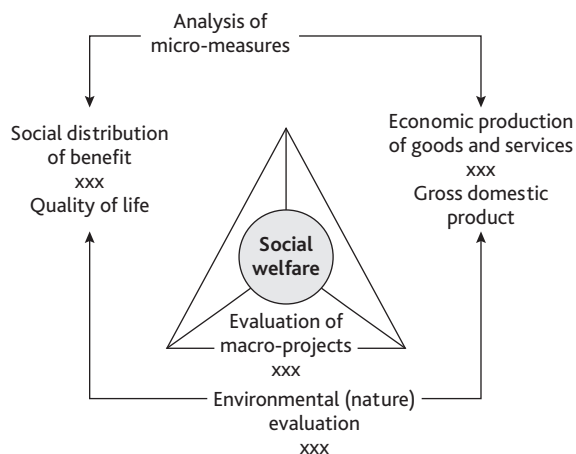 Analysis of
micro-measures
Social distribution
of benefit
xxx
Quality of life
Economic production
of goods and services
xxx
Gross domestic
product
Social
welfare
Evaluation of
macro-projects
xxx
Environmental (nature)
evaluation
xxx